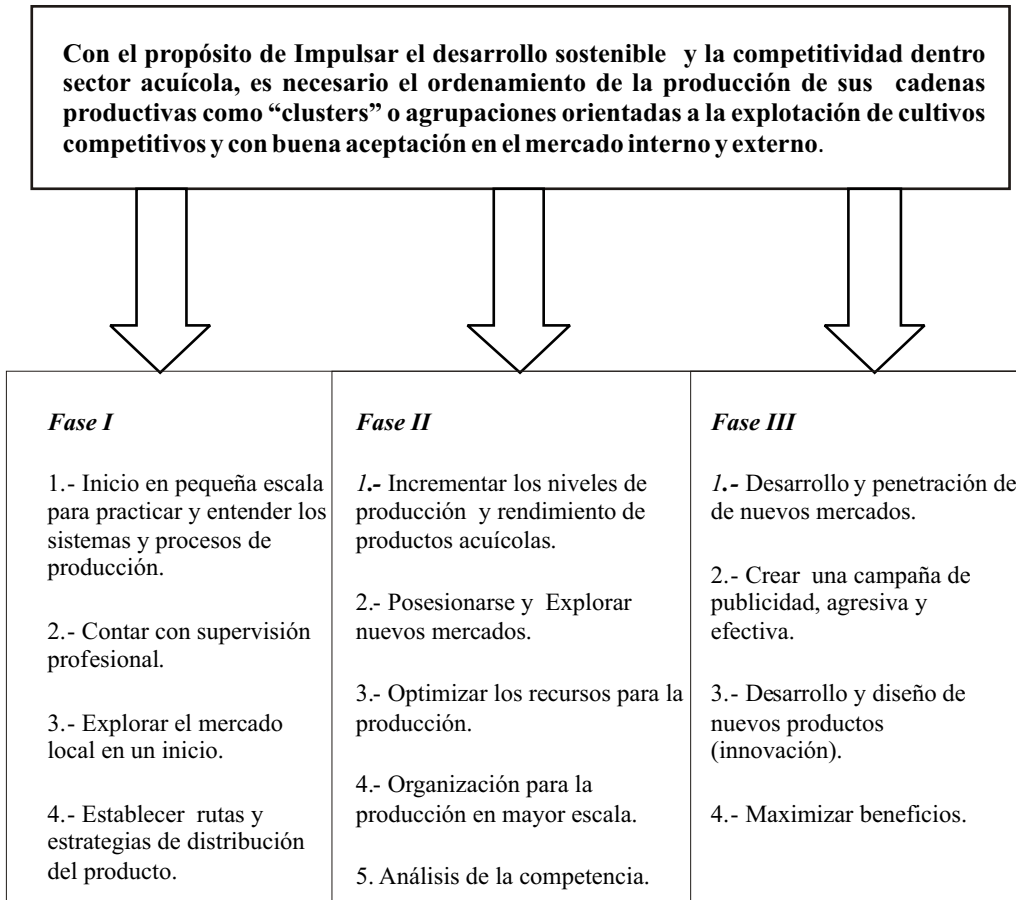 Con el propósito de Impulsar el desarrollo sostenible y la competitividad dentro
sector acuícola, es necesario el ordenamiento de la producción de sus cadenas
productivas como “clusters” o agrupaciones orientadas a la explotación de cultivos
competitivos y con buena aceptación en el mercado interno y externo.
Fase I
1.- Inicio en pequeña escala
para practicar y entender los
sistemas y procesos de
producción.
2.- Contar con supervisión
profesional.
3.- Explorar el mercado
local en un inicio.
4.- Establecer rutas y
estrategias de distribución
del producto.
Fase II
1.- Incrementar los niveles de
producción y rendimiento de
productos acuícolas.
2.- Posesionarse y Explorar
nuevos mercados.
3.- Optimizar los recursos para la
producción.
4.- Organización para la
producción en mayor escala.
5. Análisis de la competencia.
Fase III
1.- Desarrollo y penetración de
de nuevos mercados.
2.- Crear una campaña de
publicidad, agresiva y
efectiva.
3.- Desarrollo y diseño de
nuevos productos
(innovación).
4.- Maximizar beneficios.